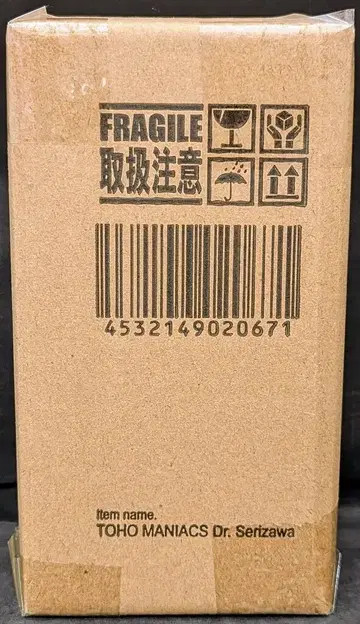 FRAGILE
取扱注意
4532149020671
Item name.
TOHO MANIACS Dr. Serizawa